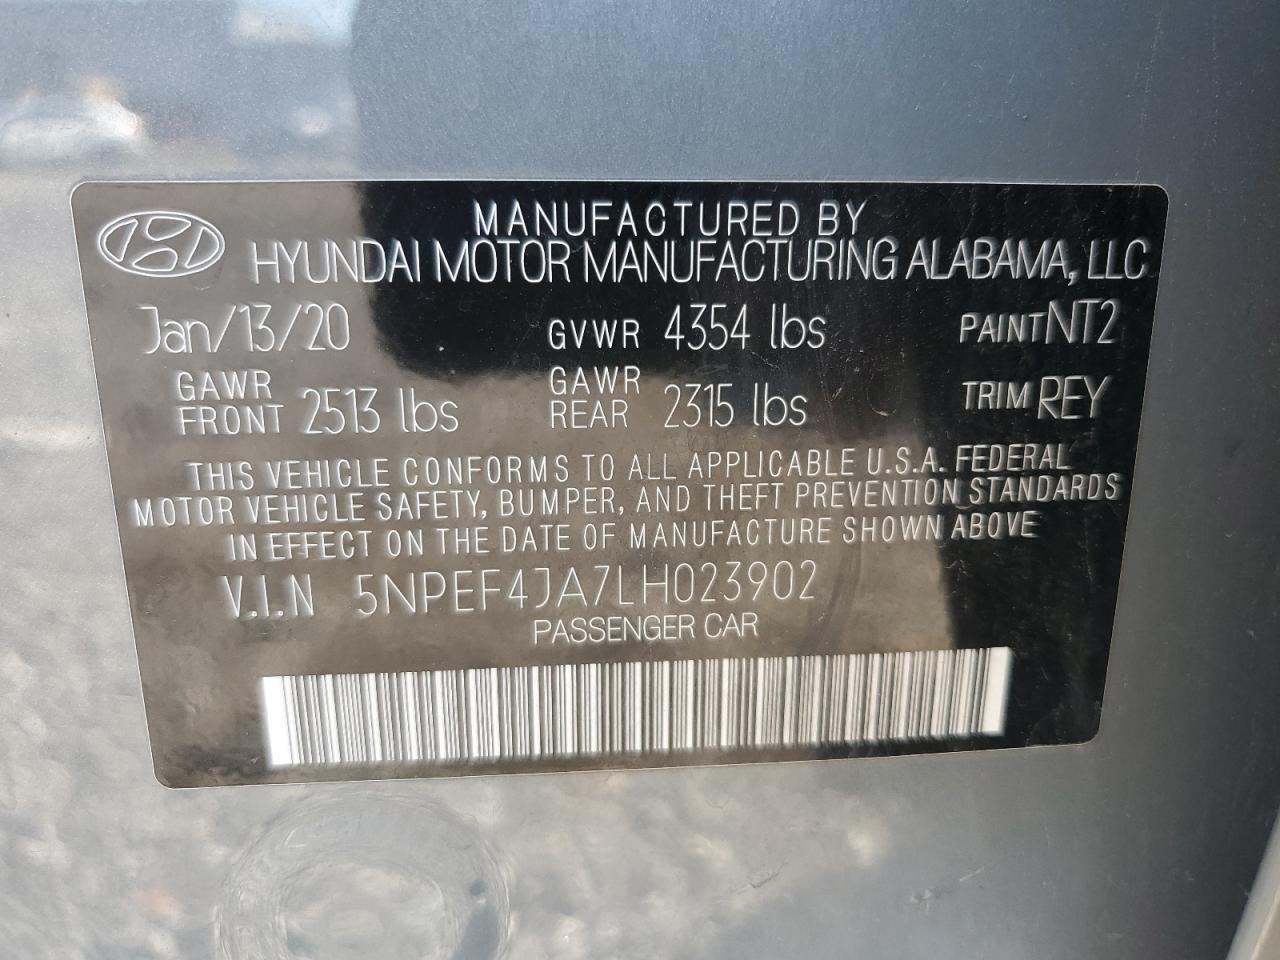 MANUFACTURED BY
HYUNDAI MOTOR MANUFACTURING ALABAMA, LLC
Jan/13/20 GVWR 4354 lbs PAINT NT2
GAWR FRONT 2513 lbs GAWR REAR 2315 lbs TRIM REY
THIS VEHICLE CONFORMS TO ALL APPLICABLE U.S.A. FEDERAL
MOTOR VEHICLE SAFETY, BUMPER, AND THEFT PREVENTION STANDARDS
IN EFFECT ON THE DATE OF MANUFACTURE SHOWN ABOVE
V.I.N 5NPEF4JA7LH023902
PASSENGER CAR